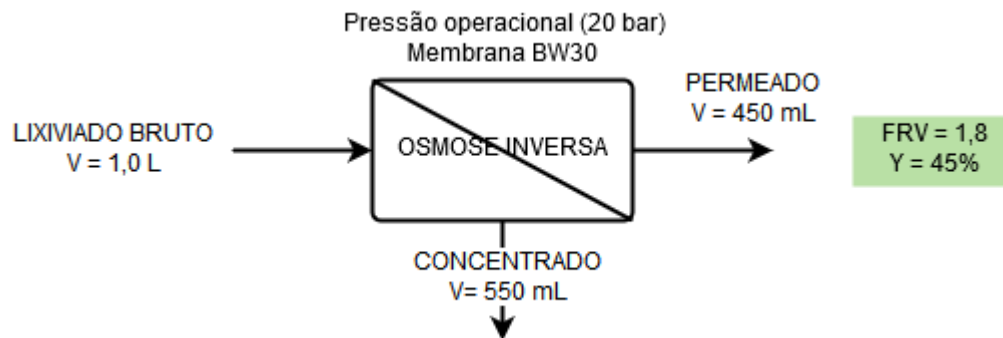 Pressão operacional (20 bar)
Membrana BW30
LIXIVIADO BRUTO
V = 1,0 L
OSMOSE INVERSA
PERMEADO
V = 450 mL
FRV = 1,8
Y = 45%
CONCENTRADO
V= 550 mL